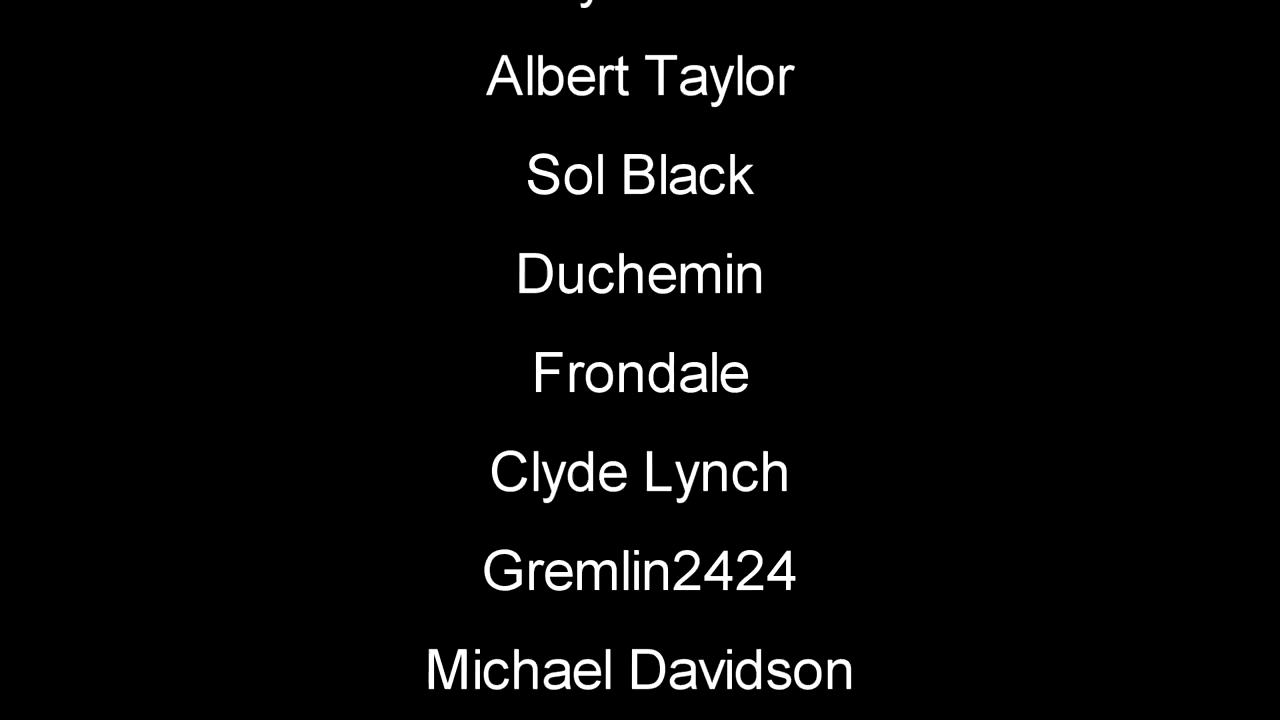 Albert Taylor
Sol Black
Duchemin
Frondale
Clyde Lynch
Gremlin2424
Michael Davidson